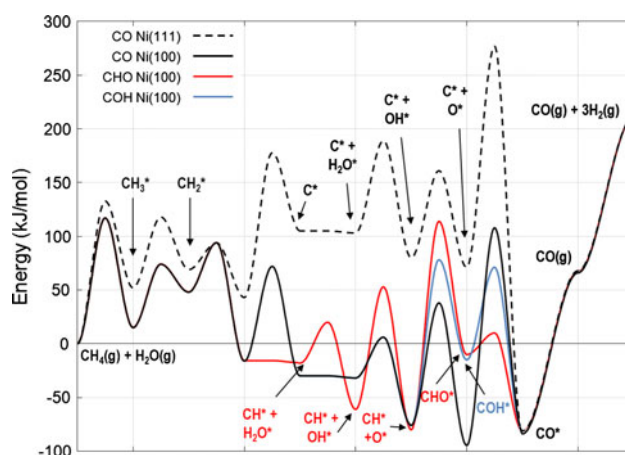 300
250
200
150
100
50
0
-50
-100
Energy (kJ/mol)
CO Ni(111)
CO Ni(100)
CHO Ni(100)
COH Ni(100)
CH₃*
CH₂*
C*
C* +
H₂O*
C* +
OH*
C* +
O*
CO(g) + 3H₂(g)
CO(g)
CH₄(g) + H₂O(g)
CH* +
H₂O*
CH* +
OH*
CH*
+O*
CHO*
COH*
CO*